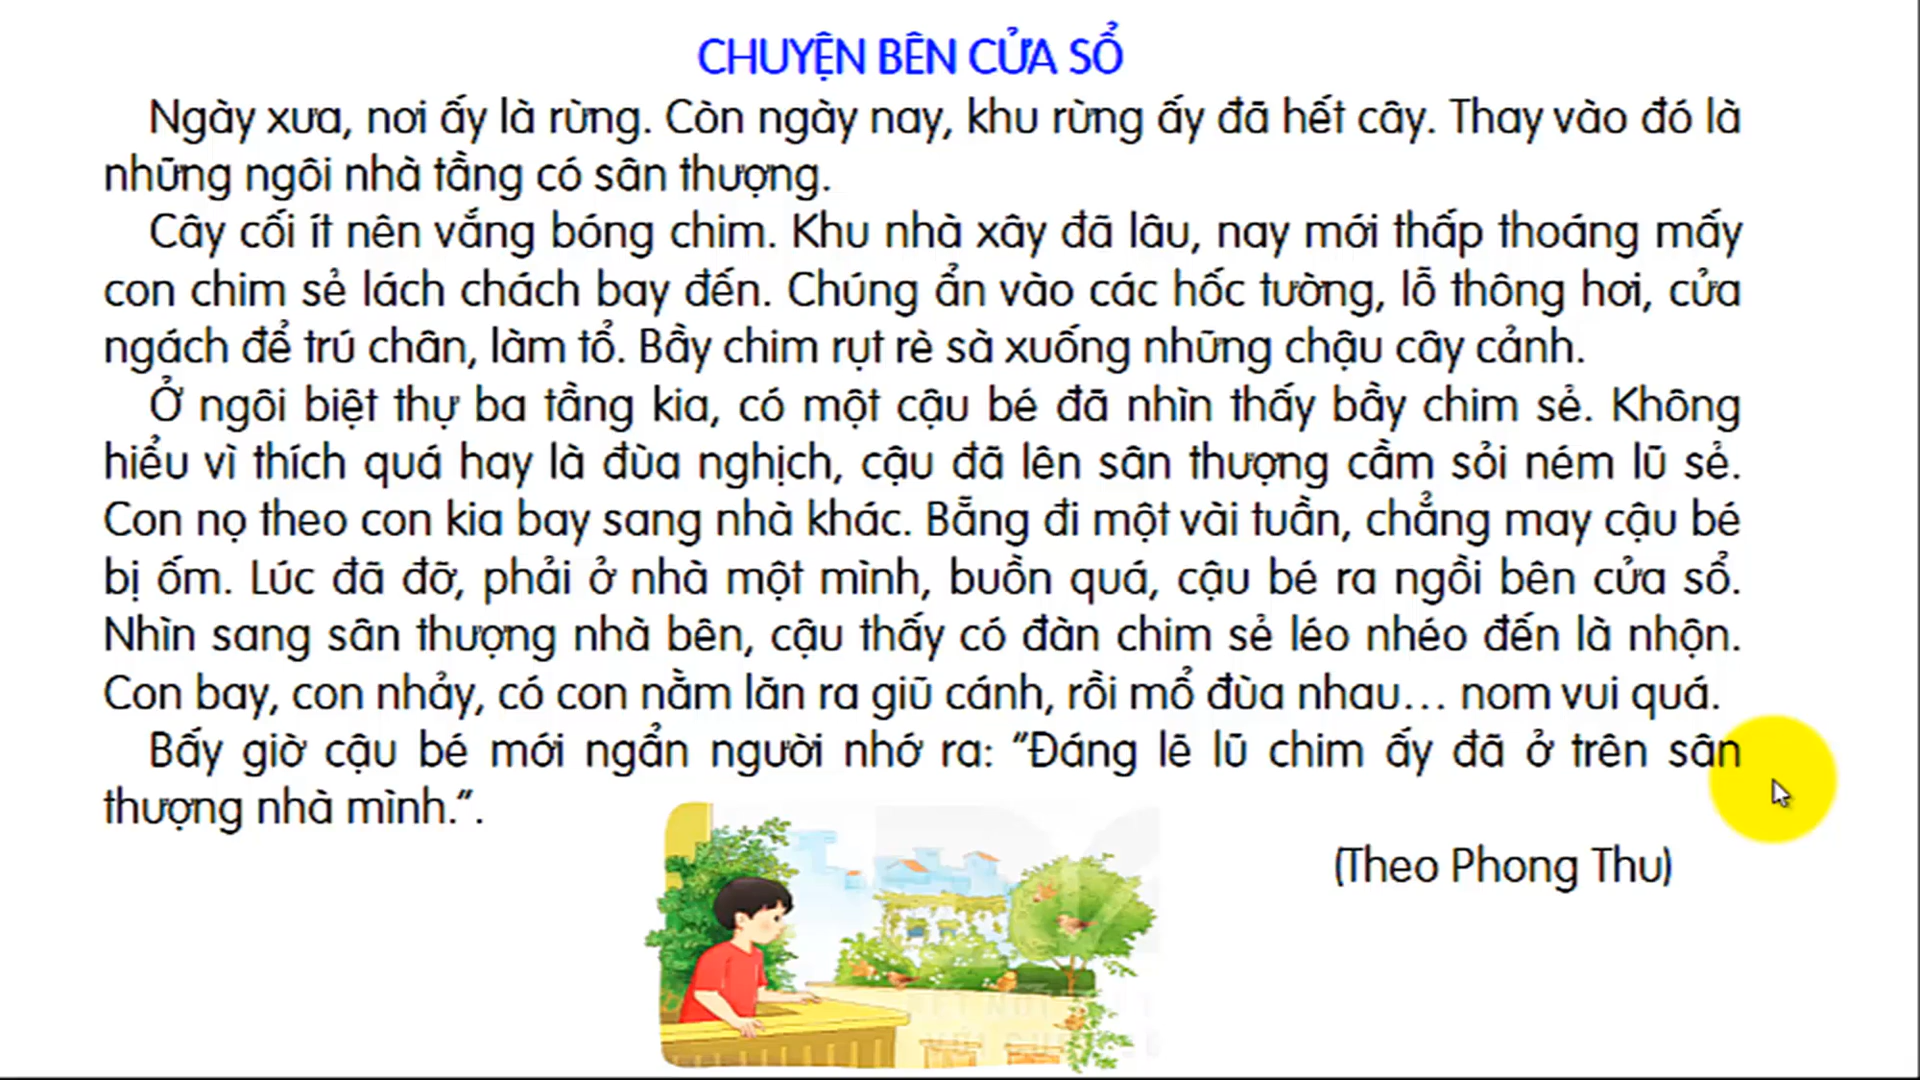 CHUYỆN BÊN CỬA SỔ
Ngày xưa, nơi ấy là rừng. Còn ngày nay, khu rừng ấy đã hết cây. Thay vào đó là
những ngôi nhà tầng có sân thượng.
Cây cối ít nên vắng bóng chim. Khu nhà xây đã lâu, nay mới thấp thoáng mấy
con chim sẻ lách chách bay đến. Chúng ẩn vào các hốc tường, lỗ thông hơi, cửa
ngách để trú chân, làm tổ. Bầy chim rụt rè sà xuống những chậu cây cảnh.
Ở ngôi biệt thự ba tầng kia, có một cậu bé đã nhìn thấy bầy chim sẻ. Không
hiểu vì thích quá hay là đùa nghịch, cậu đã lên sân thượng cầm sỏi ném lũ sẻ.
Con nọ theo con kia bay sang nhà khác. Bẵng đi một vài tuần, chẳng may cậu bé
bị ốm. Lúc đã đỡ, phải ở nhà một mình, buồn quá, cậu bé ra ngồi bên cửa sổ.
Nhìn sang sân thượng nhà bên, cậu thấy có đàn chim sẻ léo nhéo đến là nhộn.
Con bay, con nhảy, có con nằm lăn ra giũ cánh, rồi mổ đùa nhau… nom vui quá.
Bấy giờ cậu bé mới ngẩn người nhớ ra: "Đáng lẽ lũ chim ấy đã ở trên sân
thượng nhà mình.".
(Theo Phong Thu)